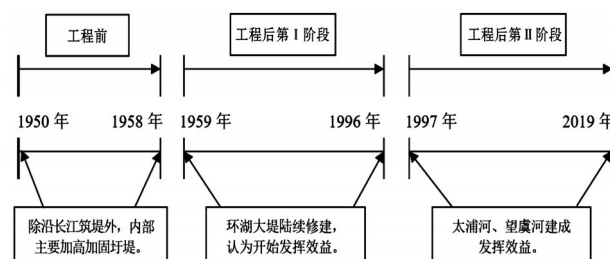 工程前
工程后第Ⅰ阶段
工程后第Ⅱ阶段
1950 年
1958 年
1959 年
1996 年
1997 年
2019 年
除沿长江筑堤外，内部
主要加高加固圩堤。
环湖大堤陆续修建，
认为开始发挥效益。
太浦河、望虞河建成
发挥效益。